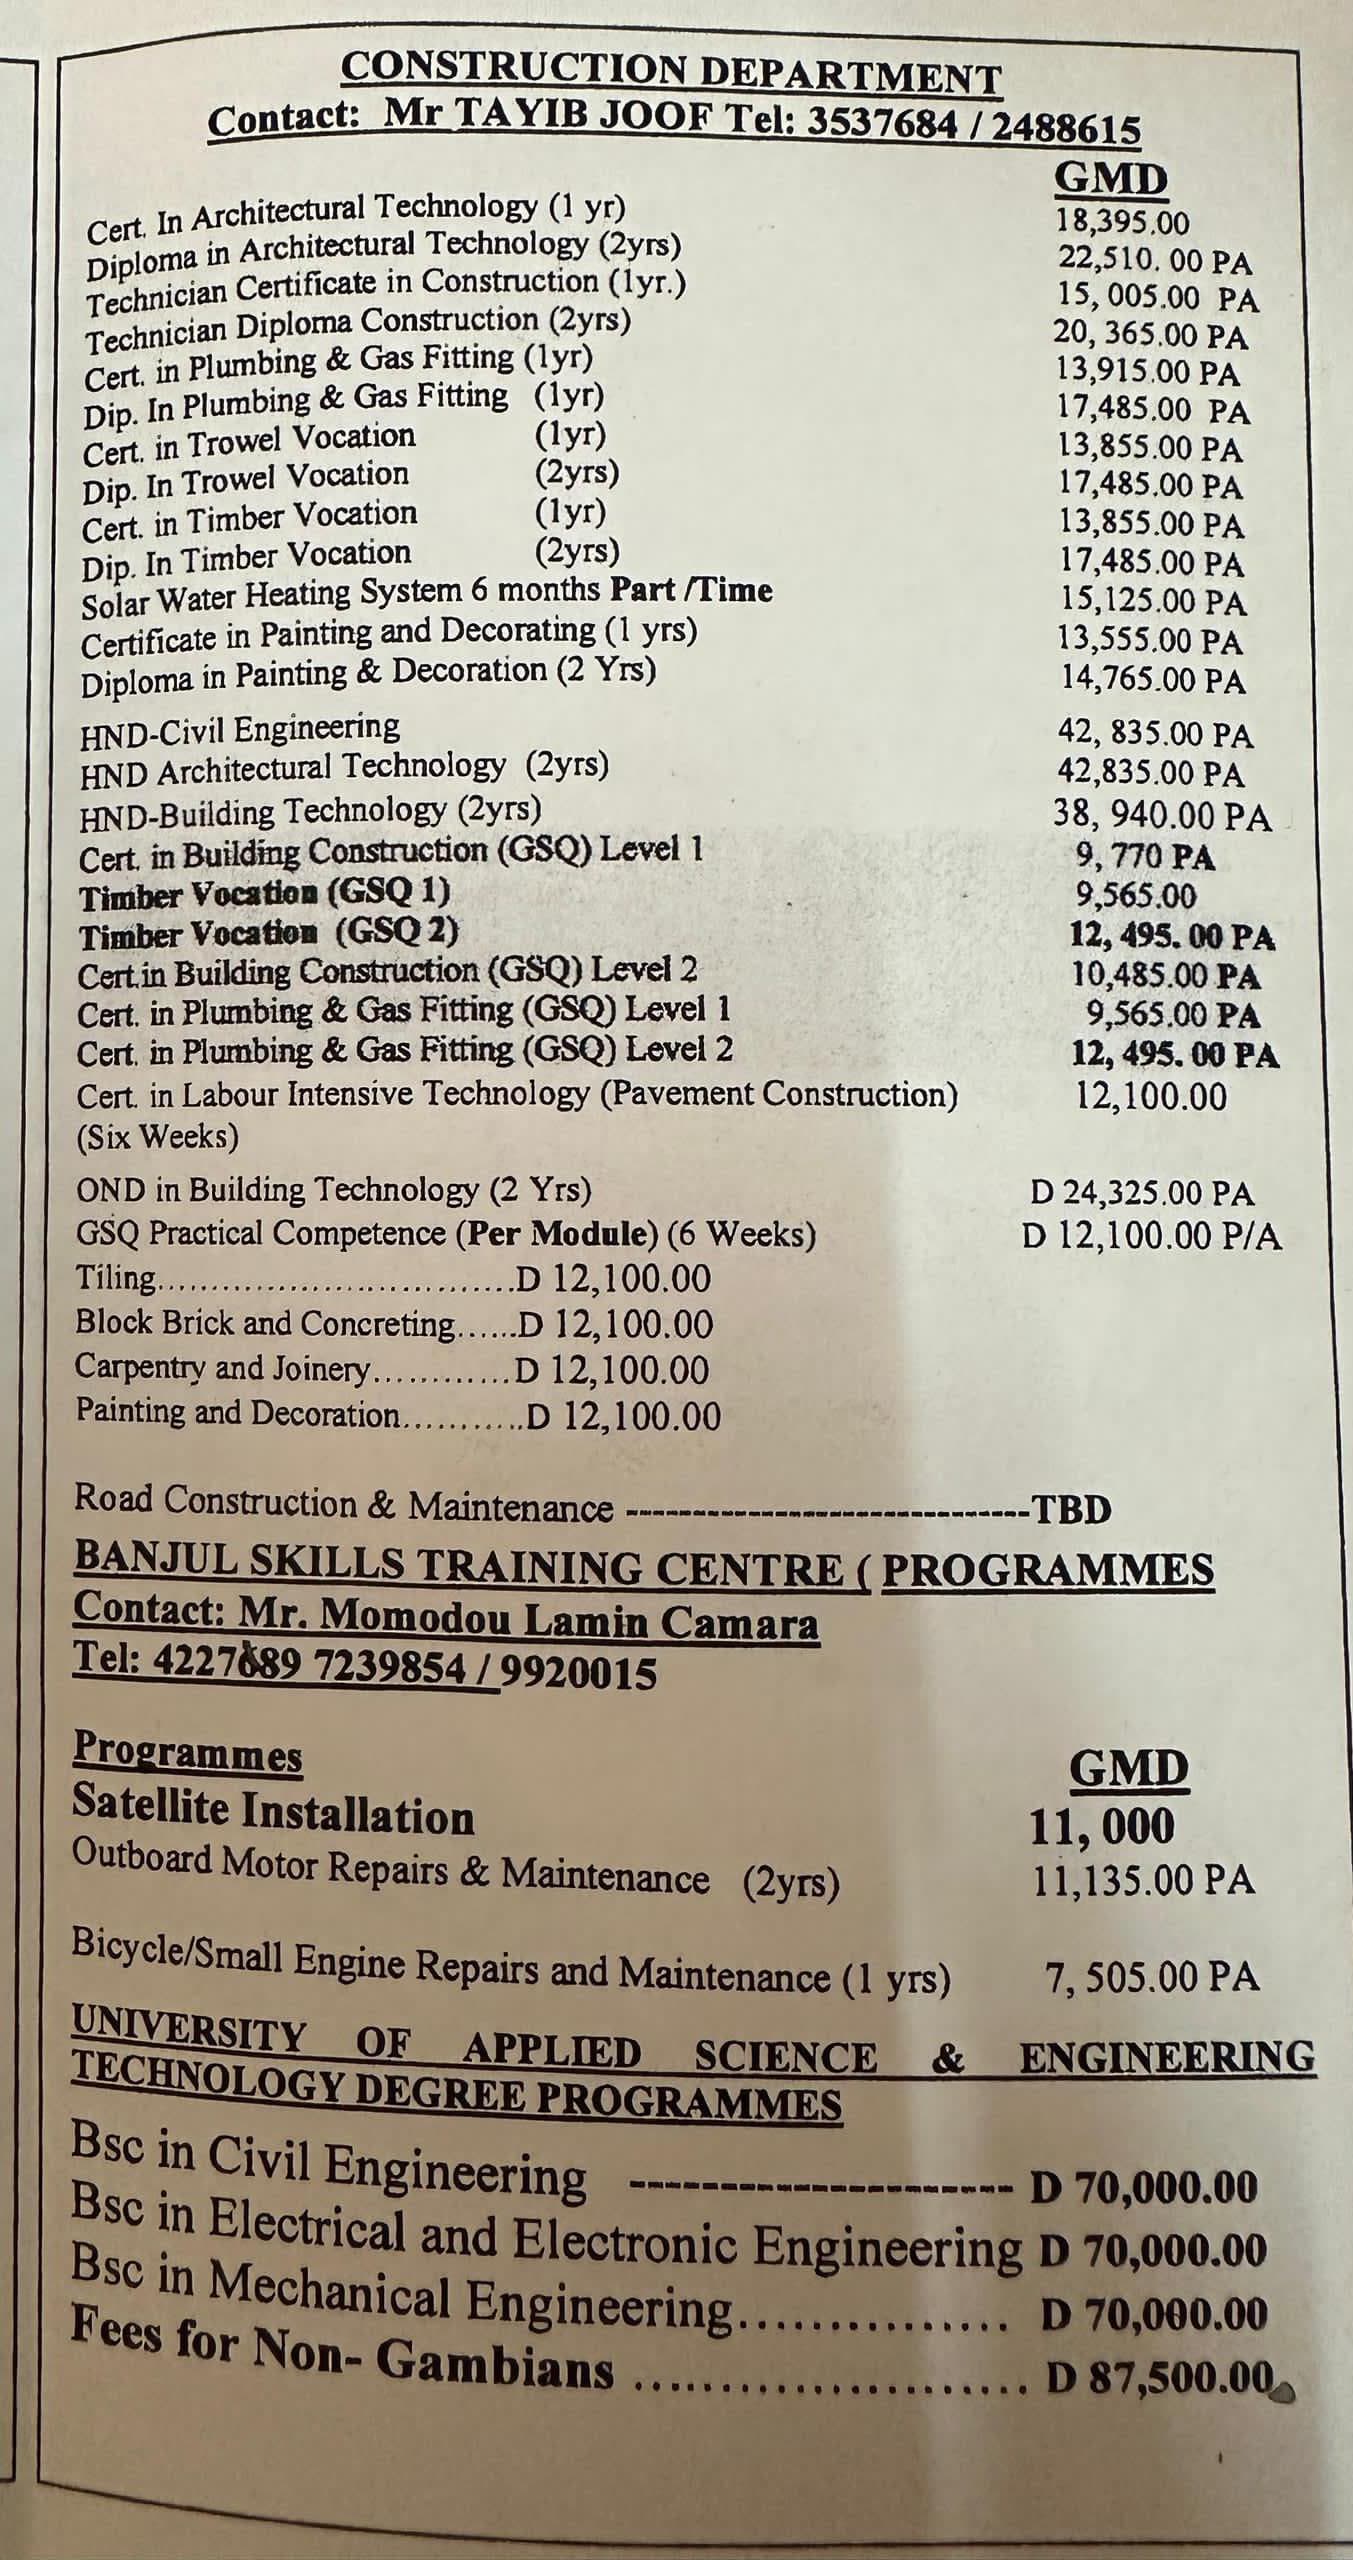 CONSTRUCTION DEPARTMENT
Contact: Mr TAYIB JOOF Tel: 3537684 / 2488615
GMD
Cert. In Architectural Technology (1 yr) 18,395.00
Diploma in Architectural Technology (2yrs) 22,510. 00 PA
Technician Certificate in Construction (1yr.) 15, 005.00 PA
Technician Diploma Construction (2yrs) 20, 365.00 PA
Cert. in Plumbing & Gas Fitting (1yr) 13,915.00 PA
Dip. In Plumbing & Gas Fitting (1yr) 17,485.00 PA
Cert. in Trowel Vocation (1yr) 13,855.00 PA
Dip. In Trowel Vocation (2yrs) 17,485.00 PA
Cert. in Timber Vocation (1yr) 13,855.00 PA
Dip. In Timber Vocation (2yrs) 17,485.00 PA
Solar Water Heating System 6 months Part /Time 15,125.00 PA
Certificate in Painting and Decorating (1 yrs) 13,555.00 PA
Diploma in Painting & Decoration (2 Yrs) 14,765.00 PA
HND-Civil Engineering 42, 835.00 PA
HND Architectural Technology (2yrs) 42,835.00 PA
HND-Building Technology (2yrs) 38, 940.00 PA
Cert. in Building Construction (GSQ) Level 1 9, 770 PA
Timber Vocation (GSQ 1) 9,565.00
Timber Vocation (GSQ 2) 12, 495. 00 PA
Cert.in Building Construction (GSQ) Level 2 10,485.00 PA
Cert. in Plumbing & Gas Fitting (GSQ) Level 1 9,565.00 PA
Cert. in Plumbing & Gas Fitting (GSQ) Level 2 12, 495. 00 PA
Cert. in Labour Intensive Technology (Pavement Construction) 12,100.00
(Six Weeks)
OND in Building Technology (2 Yrs) D 24,325.00 PA
GSQ Practical Competence (Per Module) (6 Weeks) D 12,100.00 P/A
Tiling.................................D 12,100.00
Block Brick and Concreting......D 12,100.00
Carpentry and Joinery............D 12,100.00
Painting and Decoration...........D 12,100.00
Road Construction & Maintenance -------------------------------TBD
BANJUL SKILLS TRAINING CENTRE ( PROGRAMMES
Contact: Mr. Momodou Lamin Camara
Tel: 4227689 7239854 / 9920015
Programmes GMD
Satellite Installation 11, 000
Outboard Motor Repairs & Maintenance (2yrs) 11,135.00 PA
Bicycle/Small Engine Repairs and Maintenance (1 yrs) 7, 505.00 PA
UNIVERSITY OF APPLIED SCIENCE & ENGINEERING
TECHNOLOGY DEGREE PROGRAMMES
Bsc in Civil Engineering --------------------- D 70,000.00
Bsc in Electrical and Electronic Engineering D 70,000.00
Bsc in Mechanical Engineering................ D 70,000.00
Fees for Non- Gambians ....................... D 87,500.00